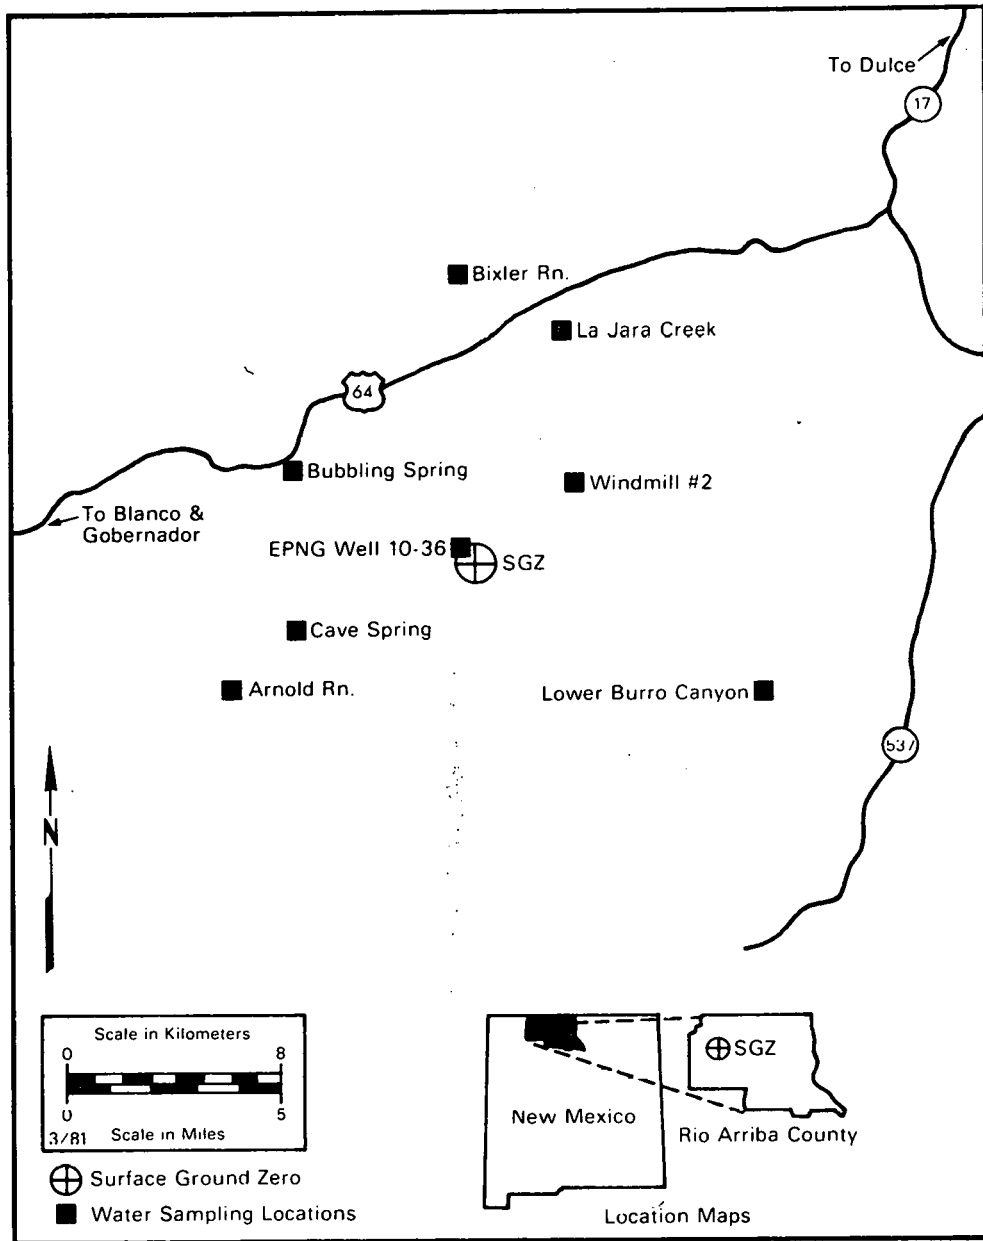 To Dulce
17
Bixler Rn.
La Jara Creek
64
Bubbling Spring
Windmill #2
To Blanco &
Gobernador
EPNG Well 10-36
SGZ
Cave Spring
Arnold Rn.
Lower Burro Canyon
537
N
Scale in Kilometers
0 8
0 5
3/81 Scale in Miles
Surface Ground Zero
Water Sampling Locations
SGZ
New Mexico
Rio Arriba County
Location Maps